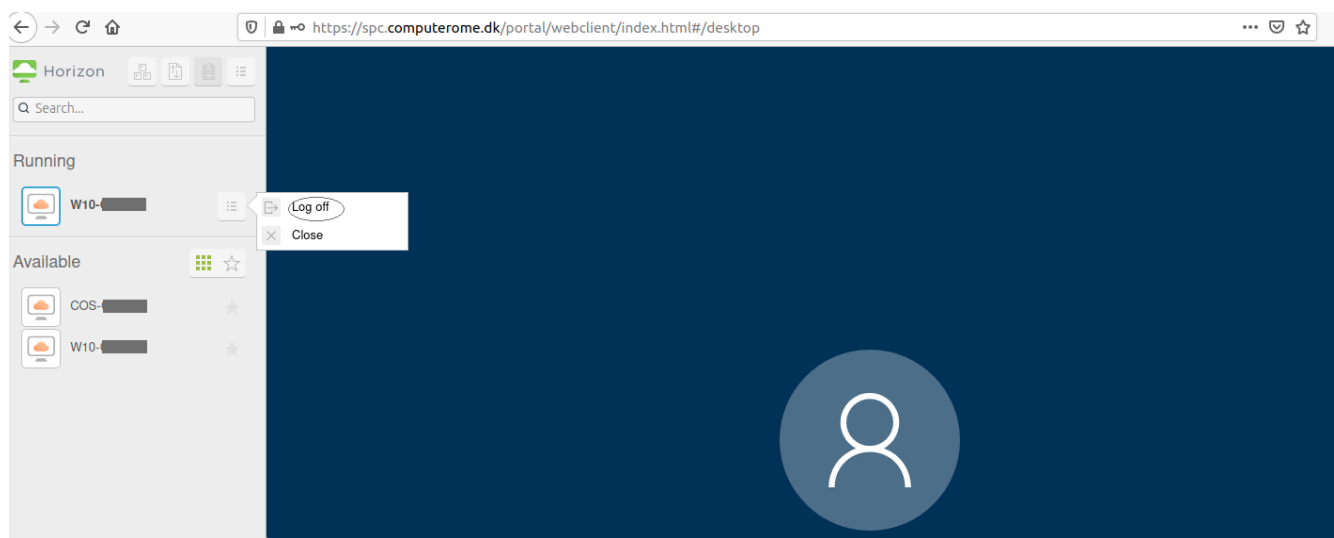 https://spc.computerome.dk/portal/webclient/index.html#/desktop
Horizon
Search...
Running
W10-
Log off
Close
Available
COS-
W10-